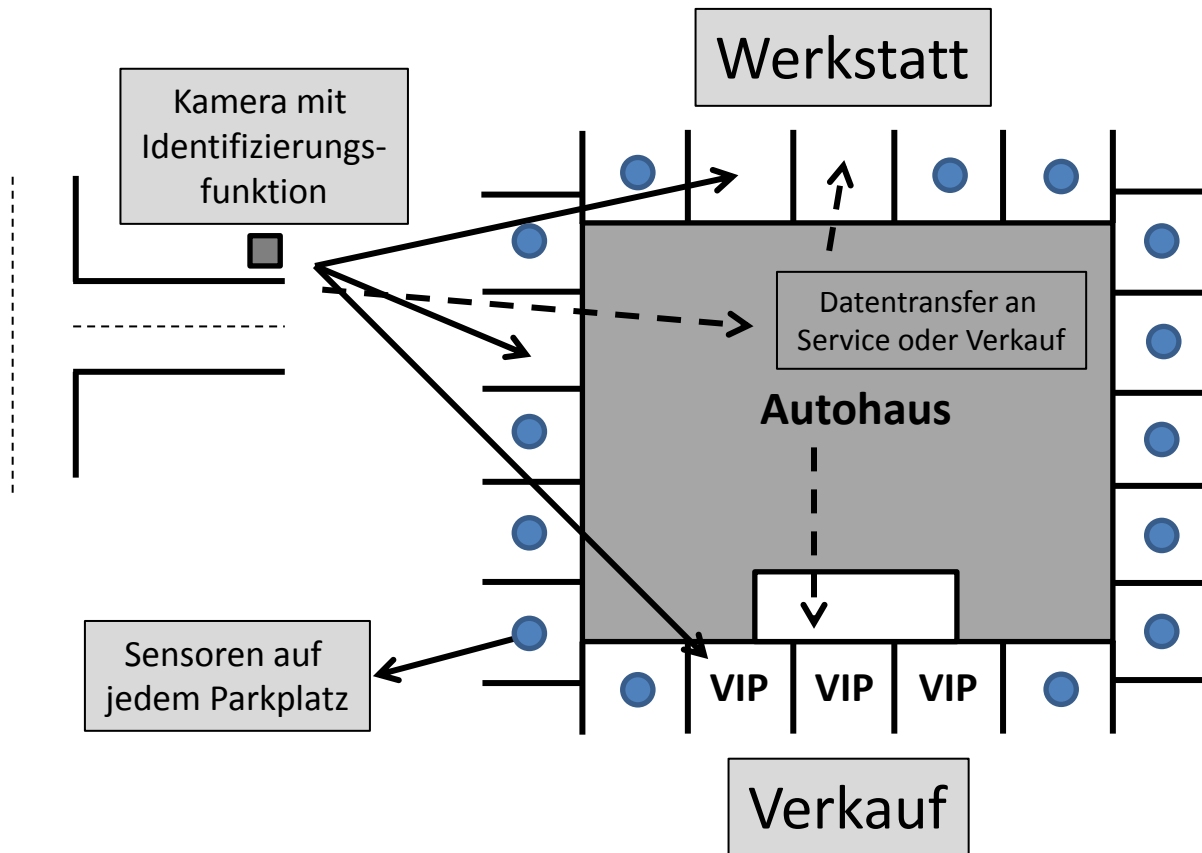 Werkstatt
Kamera mit
Identifizierungs-
funktion
Datentransfer an
Service oder Verkauf
Autohaus
Sensoren auf
jedem Parkplatz
VIP VIP VIP
Verkauf